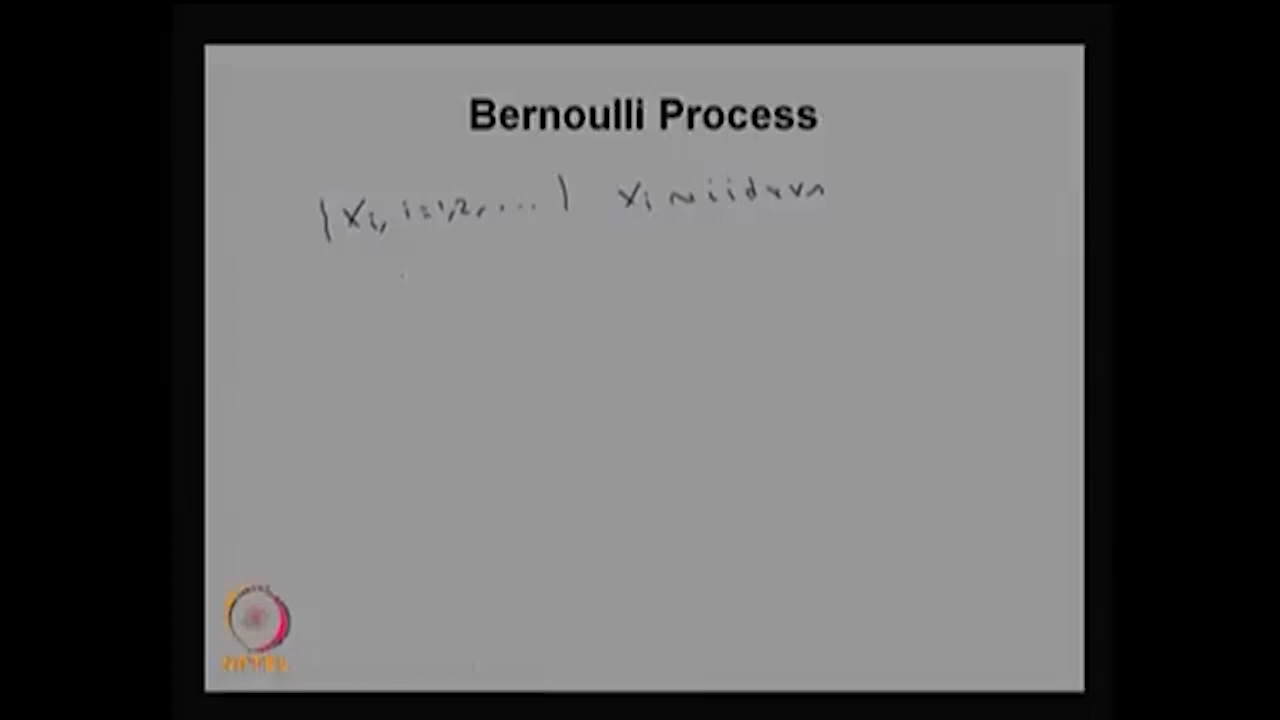 Bernoulli Process
{Xi, i=1,2, ... } Xi ~ iid r v s
NPTEL